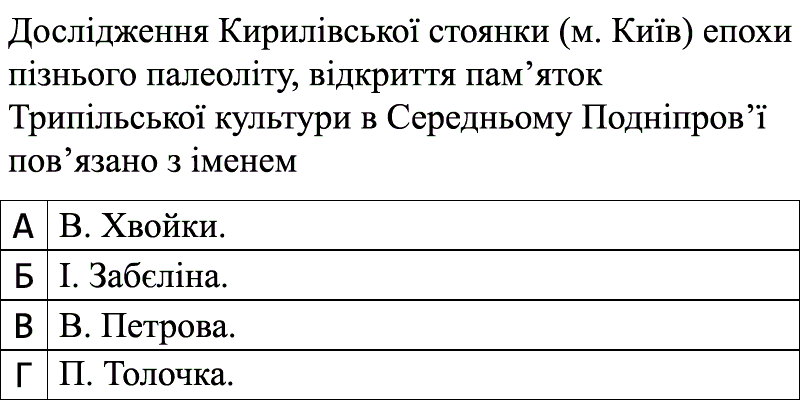 Дослідження Кирилівської стоянки (м. Київ) епохи
пізнього палеоліту, відкриття пам’яток
Трипільської культури в Середньому Подніпров’ї
пов’язано з іменем
А В. Хвойки.
Б І. Забєліна.
В В. Петрова.
Г П. Толочка.